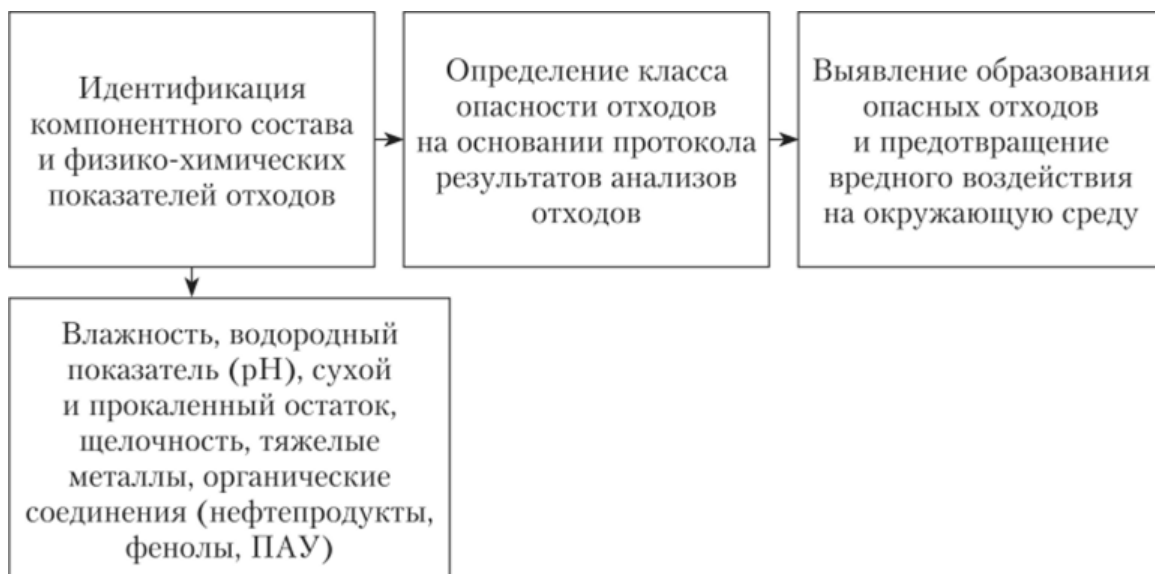 Идентификация
компонентного состава
и физико-химических
показателей отходов
Определение класса
опасности отходов
на основании протокола
результатов анализов
отходов
Выявление образования
опасных отходов
и предотвращение
вредного воздействия
на окружающую среду
Влажность, водородный
показатель (pH), сухой
и прокаленный остаток,
щелочность, тяжелые
металлы, органические
соединения (нефтепродукты,
фенолы, ПАУ)